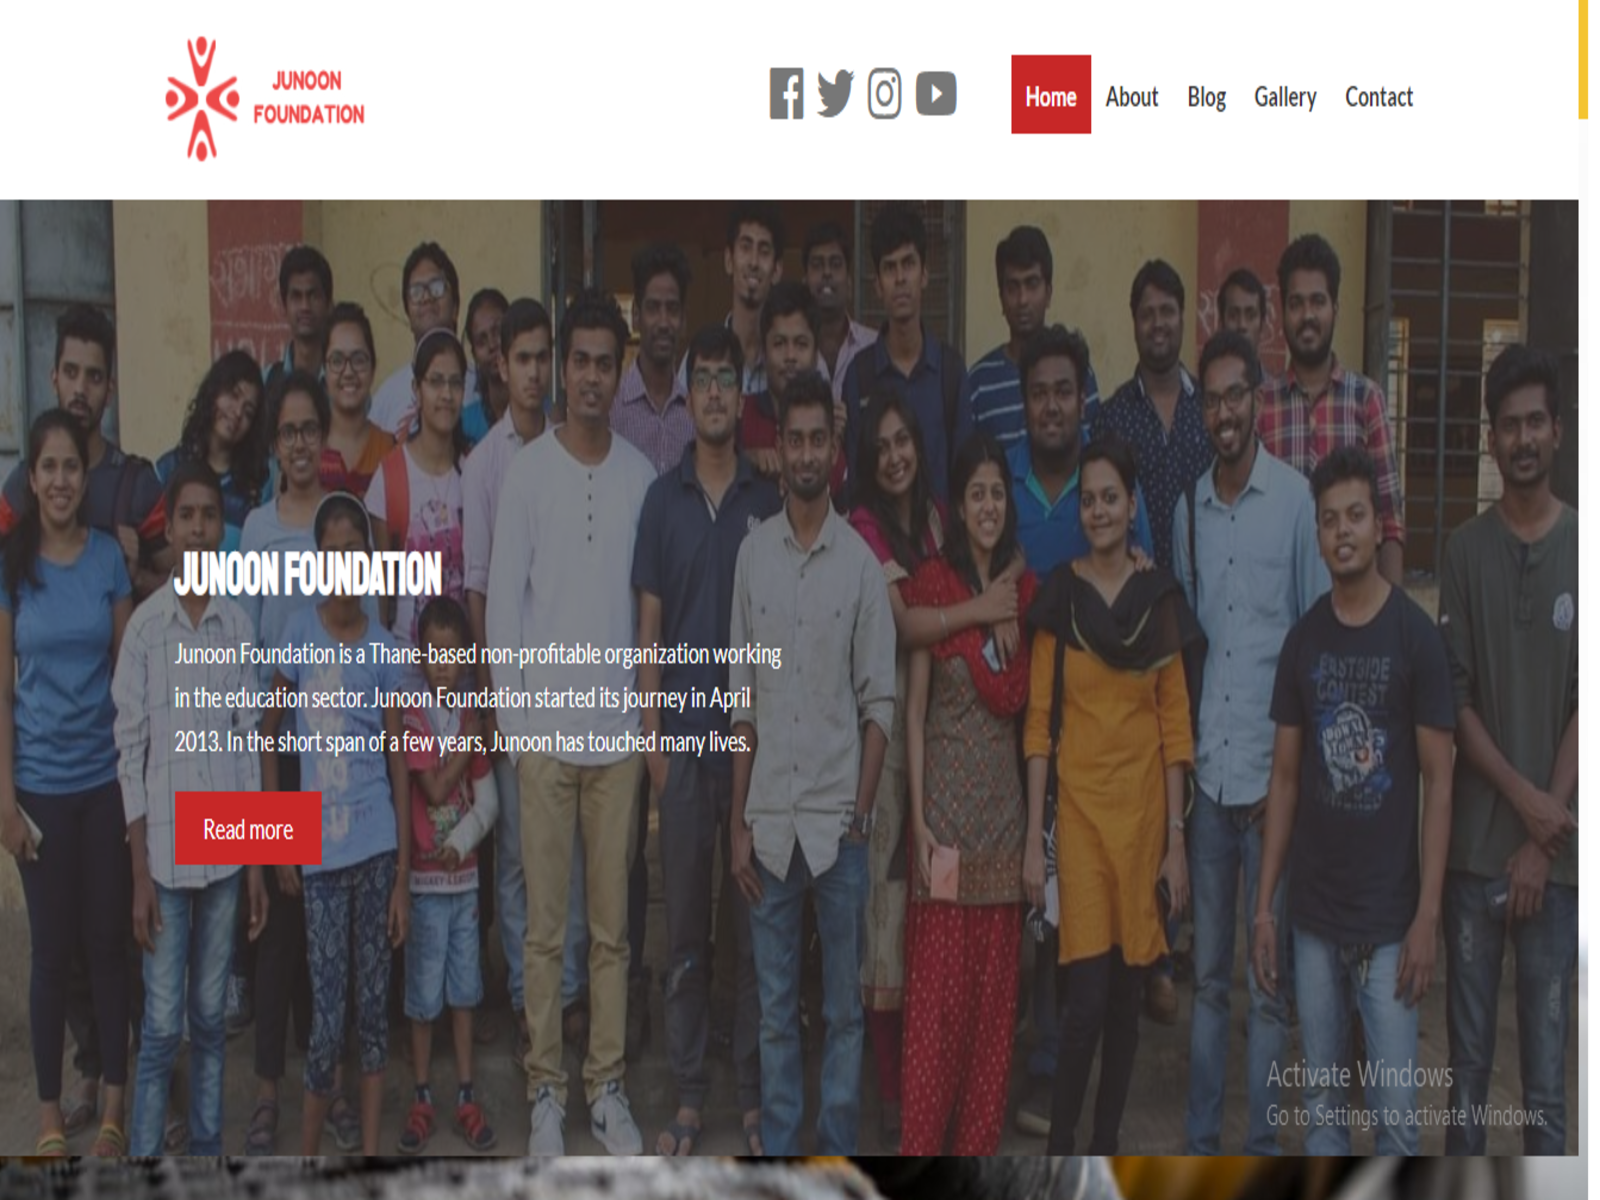 JUNOON
FOUNDATION
Home About Blog Gallery Contact
JUNOON FOUNDATION
Junoon Foundation is a Thane-based non-profitable organization working
in the education sector. Junoon Foundation started its journey in April
2013. In the short span of a few years, Junoon has touched many lives.
Read more
EASTSIDE
CONTEST
Activate Windows
Go to Settings to activate Windows.